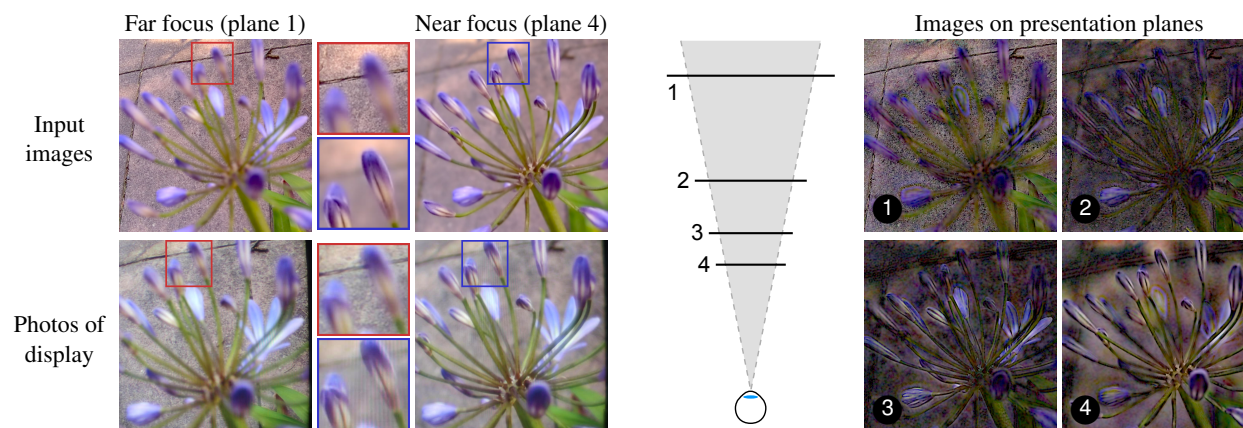 Far focus (plane 1)
Near focus (plane 4)
Images on presentation planes
Input
images
Photos of
display
1
2
3
4
1
2
3
4